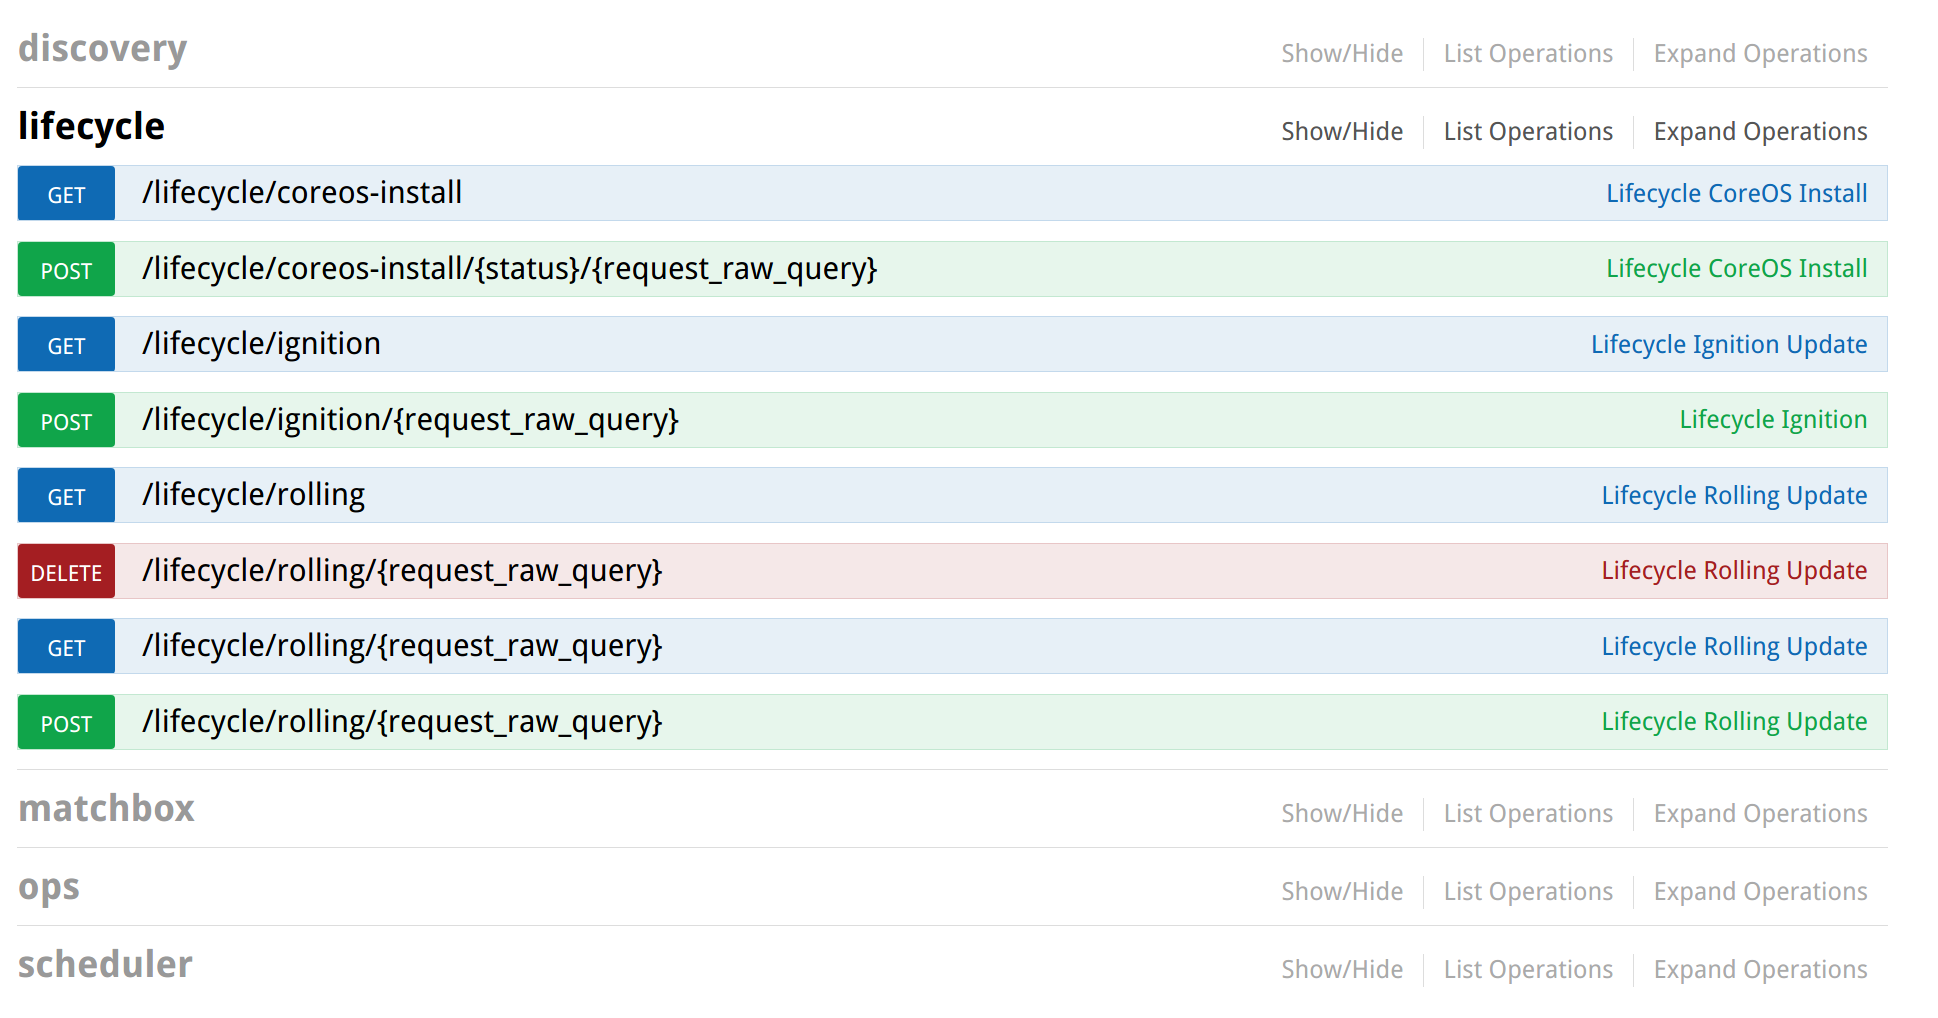 discovery Show/Hide List Operations Expand Operations
lifecycle Show/Hide List Operations Expand Operations
GET /lifecycle/coreos-install Lifecycle CoreOS Install
POST /lifecycle/coreos-install/{status}/{request_raw_query} Lifecycle CoreOS Install
GET /lifecycle/ignition Lifecycle Ignition Update
POST /lifecycle/ignition/{request_raw_query} Lifecycle Ignition
GET /lifecycle/rolling Lifecycle Rolling Update
DELETE /lifecycle/rolling/{request_raw_query} Lifecycle Rolling Update
GET /lifecycle/rolling/{request_raw_query} Lifecycle Rolling Update
POST /lifecycle/rolling/{request_raw_query} Lifecycle Rolling Update
matchbox Show/Hide List Operations Expand Operations
ops Show/Hide List Operations Expand Operations
scheduler Show/Hide List Operations Expand Operations